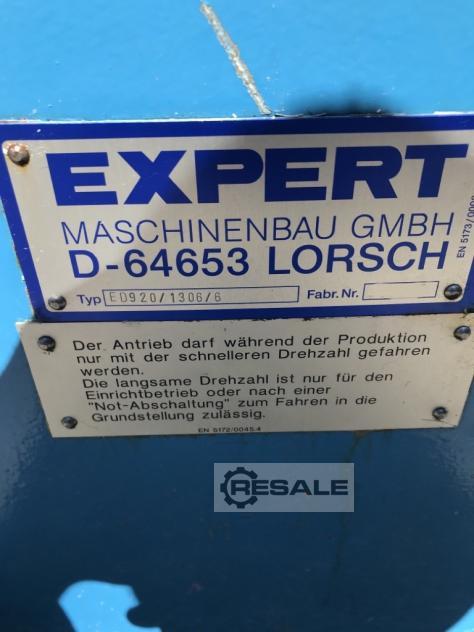 EXPERT
MASCHINENBAU GMBH
D-64653 LORSCH
Typ ED920/1306/6 Fabr. Nr.
Der Antrieb darf während der Produktion
nur mit der schnelleren Drehzahl gefahren
werden.
Die langsame Drehzahl ist nur für den
Einrichtbetrieb oder nach einer
"Not-Abschaltung" zum Fahren in die
Grundstellung zulässig.
EN 5172/0045.4
RESALE